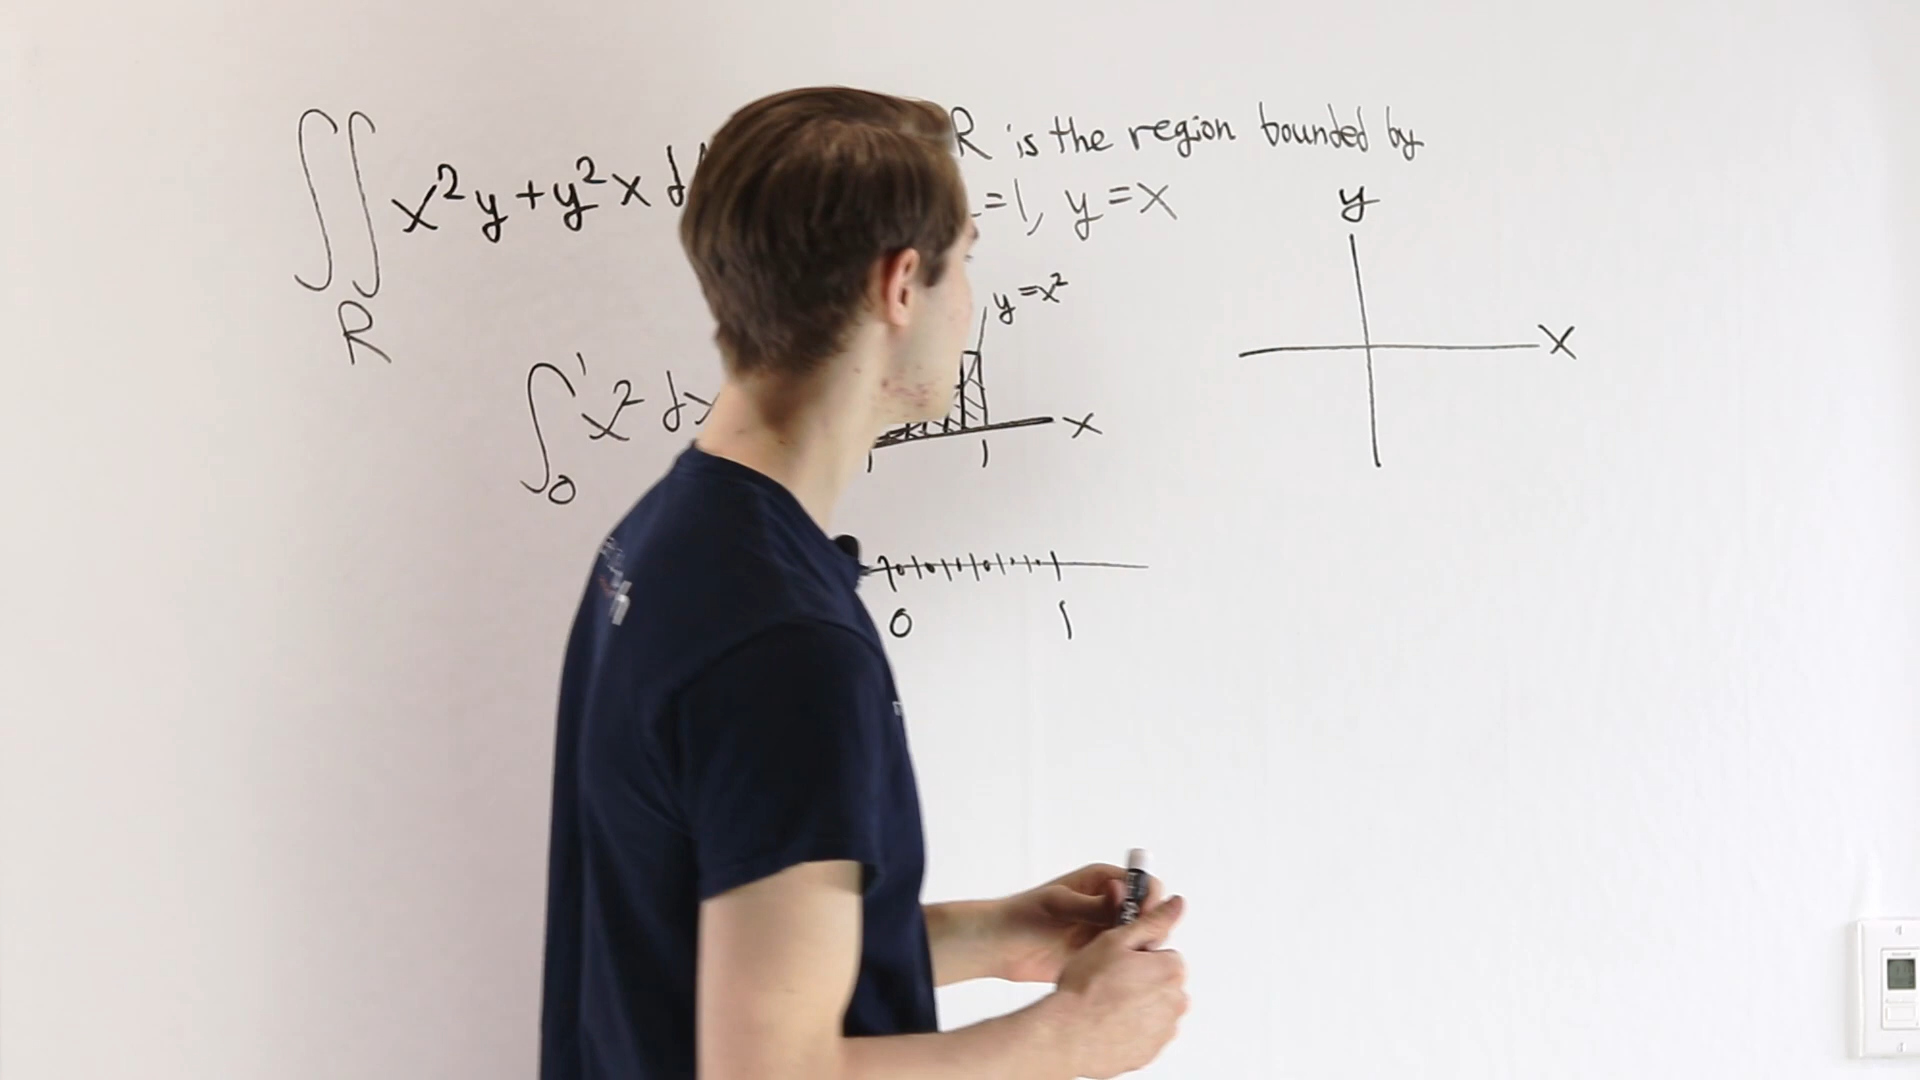 ∬ x²y + y²x d
R
R is the region bounded by
=1, y=x
y
x
y=x²
x
1
∫₀¹ x² dx
0 1